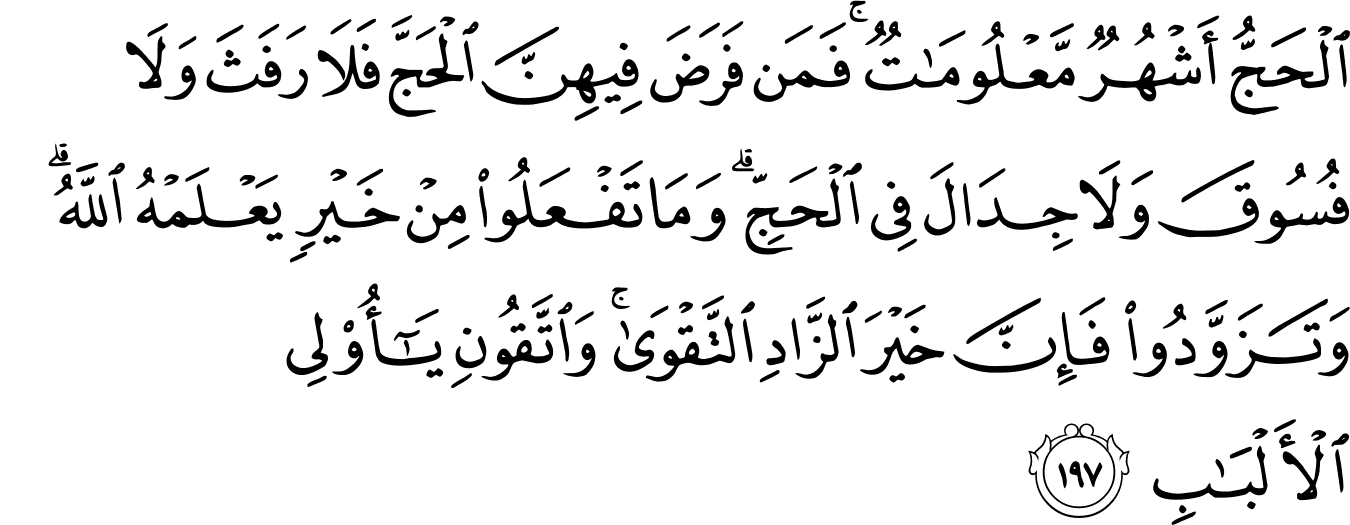 ٱلْحَجُّ أَشْهُرٌ مَّعْلُومَـٰتٌ ۚ فَمَن فَرَضَ فِيهِنَّ ٱلْحَجَّ فَلَا رَفَثَ وَلَا
فُسُوقَ وَلَا جِدَالَ فِى ٱلْحَجِّ ۗ وَمَا تَفْعَلُوا۟ مِنْ خَيْرٍ يَعْلَمْهُ ٱللَّهُ ۗ
وَتَزَوَّدُوا۟ فَإِنَّ خَيْرَ ٱلزَّادِ ٱلتَّقْوَىٰ ۚ وَٱتَّقُونِ يَـٰٓأُو۟لِى
ٱلْأَلْبَـٰبِ ١٩٧